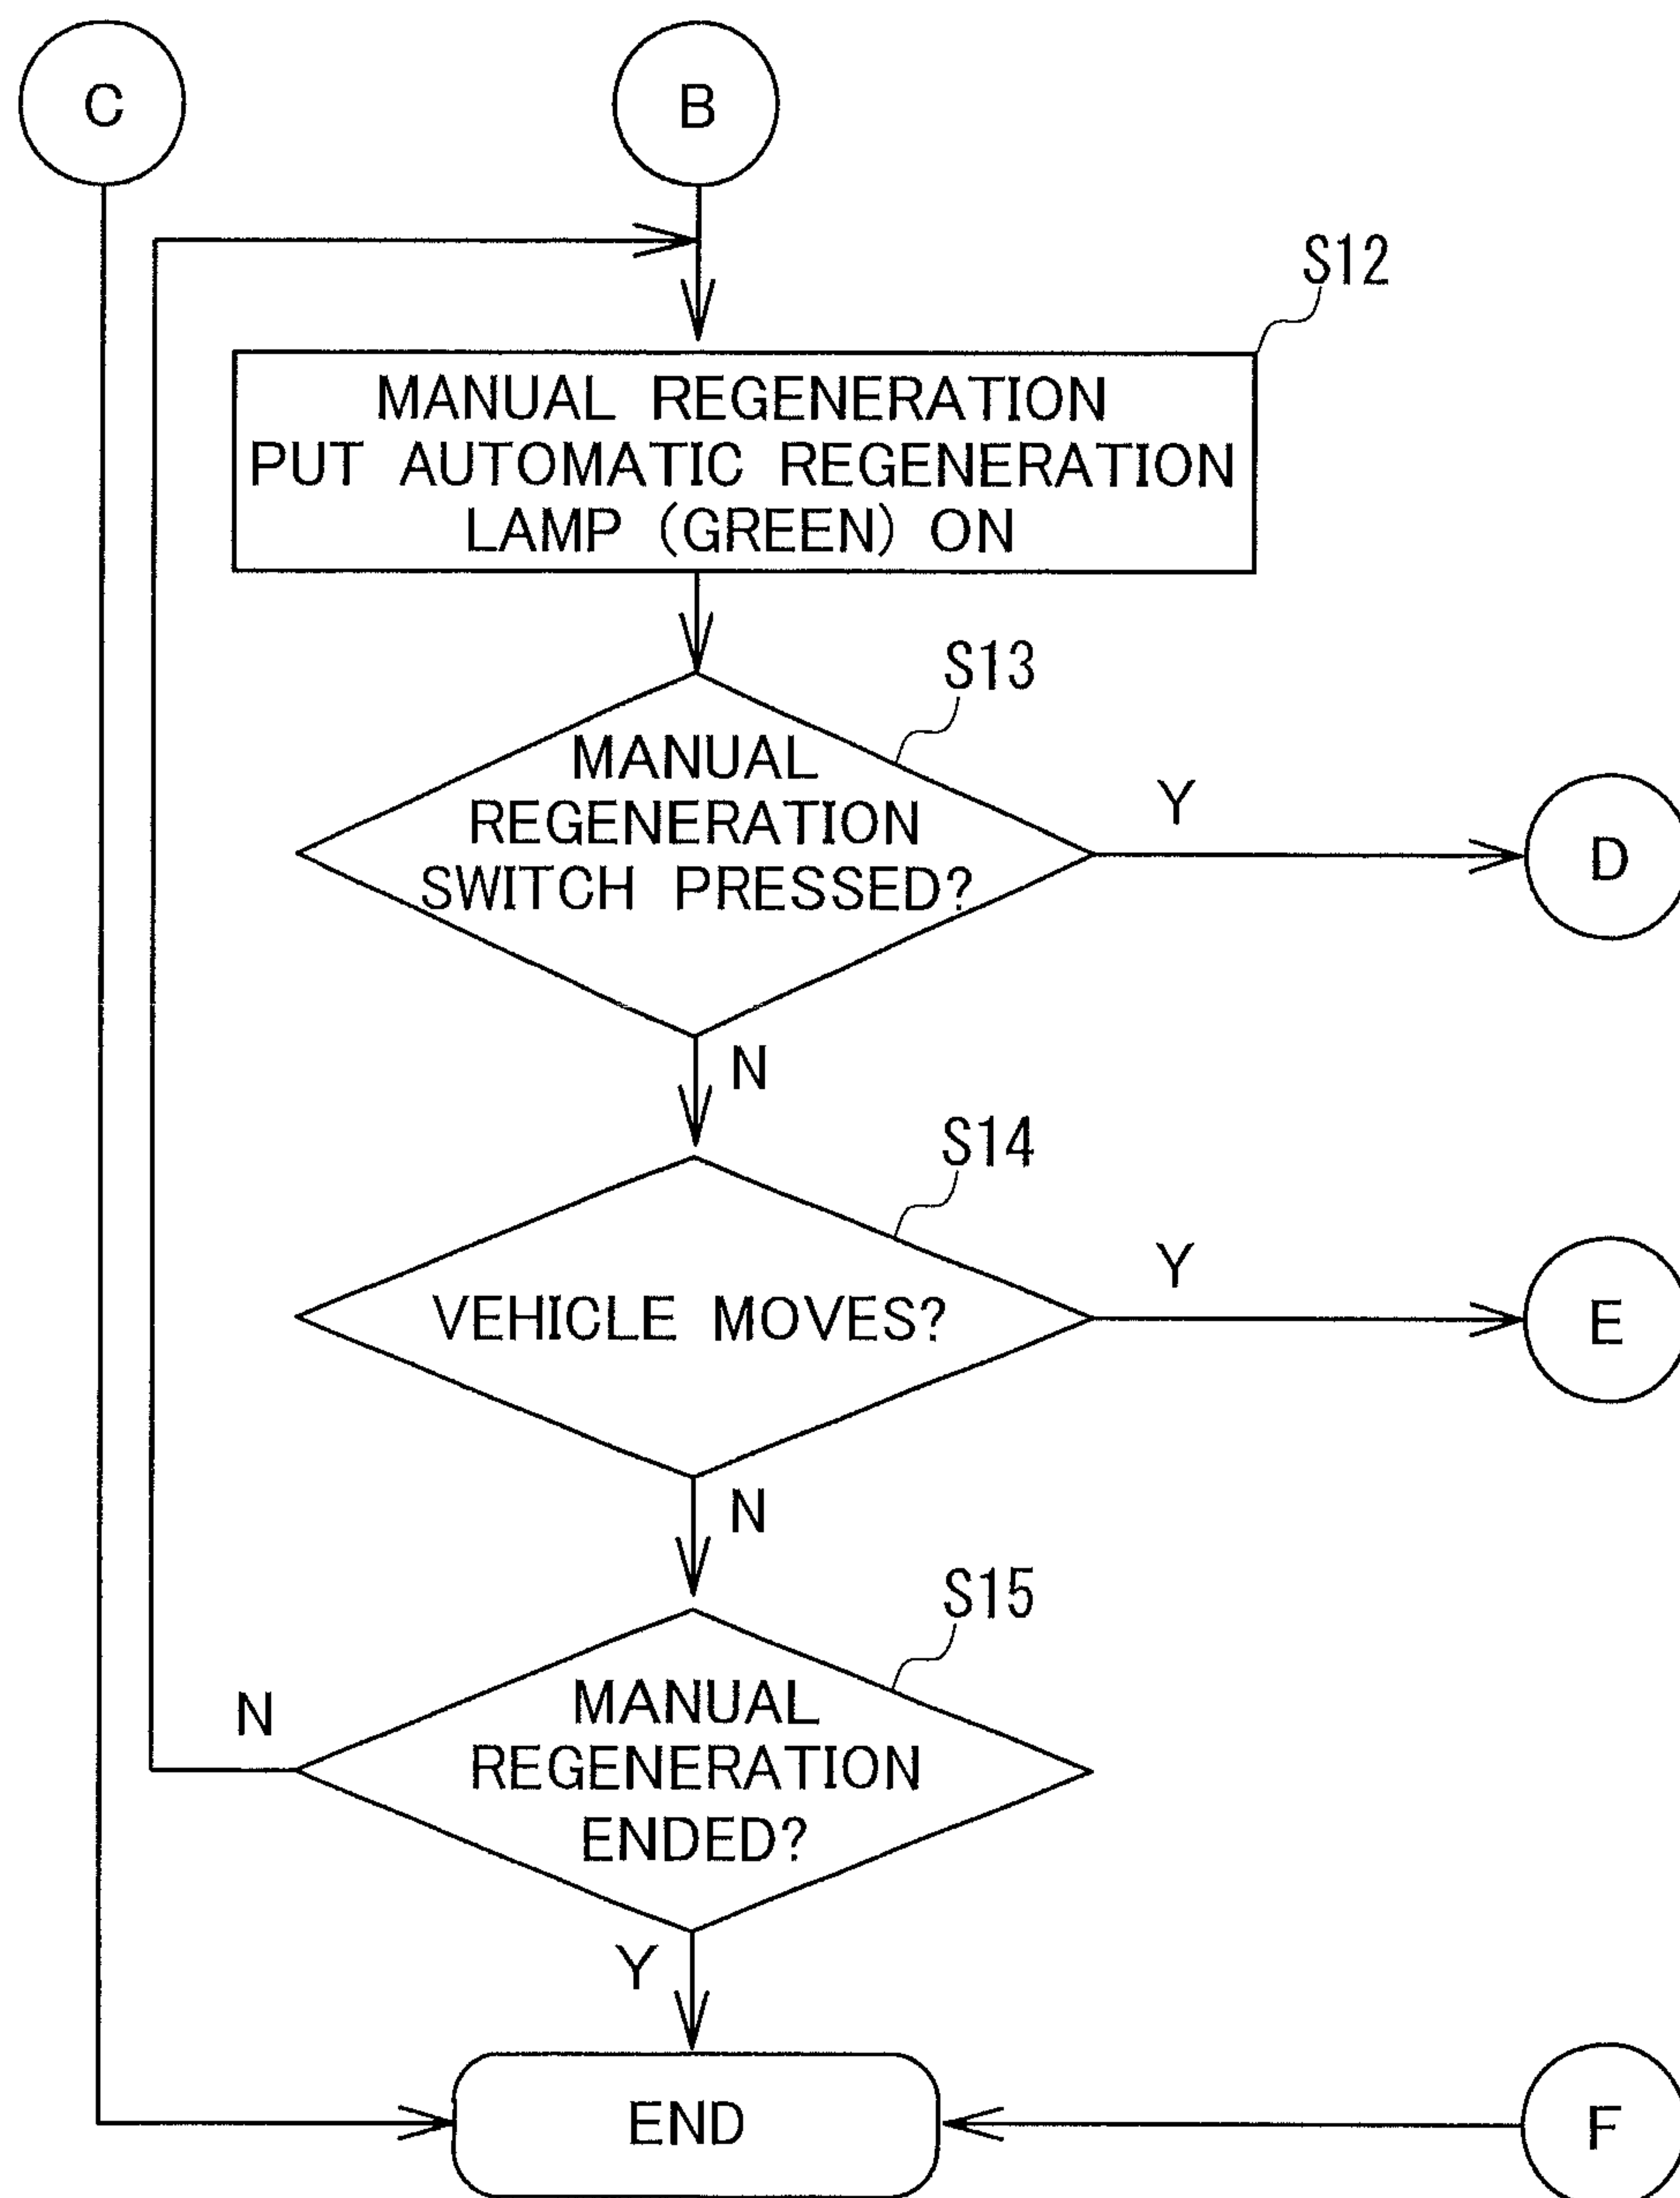 C
B
S12
MANUAL REGENERATION
PUT AUTOMATIC REGENERATION
LAMP (GREEN) ON
S13
MANUAL
REGENERATION
SWITCH PRESSED?
Y
D
N
S14
VEHICLE MOVES?
Y
E
N
S15
MANUAL
REGENERATION
ENDED?
N
Y
END
F